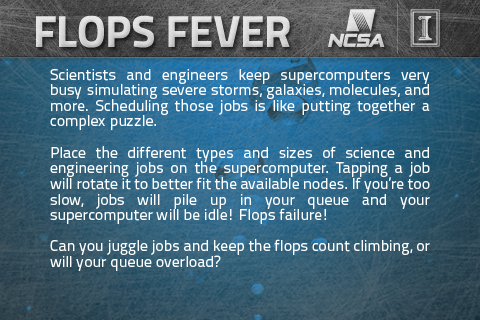 FLOPS FEVER
NCSA
I
Scientists and engineers keep supercomputers very
busy simulating severe storms, galaxies, molecules, and
more. Scheduling those jobs is like putting together a
complex puzzle.
Place the different types and sizes of science and
engineering jobs on the supercomputer. Tapping a job
will rotate it to better fit the available nodes. If you're too
slow, jobs will pile up in your queue and your
supercomputer will be idle! Flops failure!
Can you juggle jobs and keep the flops count climbing, or
will your queue overload?